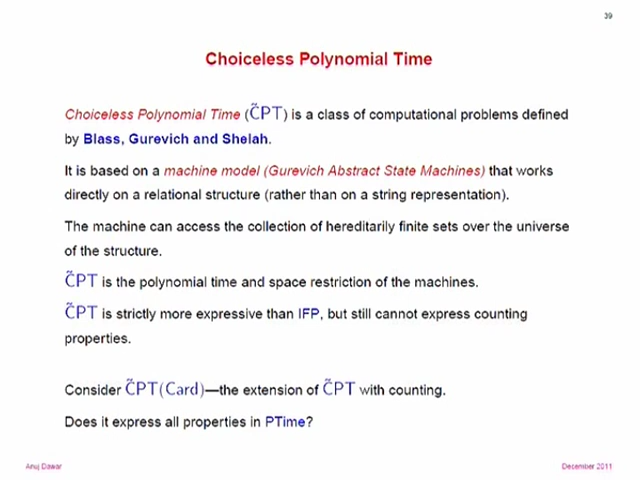 39
Choiceless Polynomial Time
Choiceless Polynomial Time (C̃PT) is a class of computational problems defined
by Blass, Gurevich and Shelah.
It is based on a machine model (Gurevich Abstract State Machines) that works
directly on a relational structure (rather than on a string representation).
The machine can access the collection of hereditarily finite sets over the universe
of the structure.
C̃PT is the polynomial time and space restriction of the machines.
C̃PT is strictly more expressive than IFP, but still cannot express counting
properties.
Consider C̃PT(Card)—the extension of C̃PT with counting.
Does it express all properties in PTime?
Anuj Dawar
December 2011